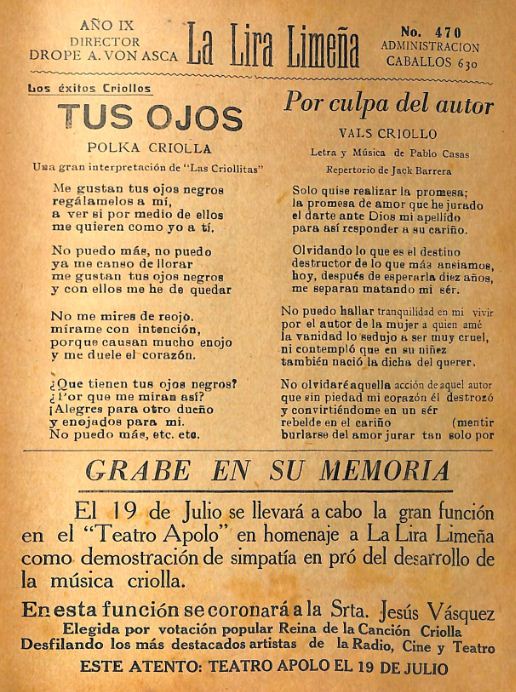 AÑO IX
DIRECTOR
DROPE A. VON ASCA
La Lira Limeña
No. 470
ADMINISTRACION
CABALLOS 630
Los éxitos Criollos
TUS OJOS
POLKA CRIOLLA
Una gran interpretación de "Las Criollitas"
Me gustan tus ojos negros
regálamelos a mí,
a ver si por medio de ellos
me quieren como yo a tí.
No puedo más, no puedo
ya me canso de llorar
me gustan tus ojos negros
y con ellos me he de quedar
No me mires de reojo.
mírame con intención,
porque causan mucho enojo
y me duele el corazón.
¿Que tienen tus ojos negros?
¿Por que me miran así?
¡Alegres para otro dueño
y enojados para mi.
No puedo más, etc. etc.
Por culpa del autor
VALS CRIOLLO
Letra y Música de Pablo Casas
Repertorio de Jack Barrera
Solo quise realizar la promesa;
la promesa de amor que he jurado
el darte ante Dios mi apellido
para así responder a su cariño.
Olvidando lo que es el destino
destructor de lo que más ansiamos,
hoy, después de esperarla diez años,
me separan matando mi sér.
No puedo hallar tranquilidad en mi vivir
por el autor de la mujer a quien amé
la vanidad lo sedujo a ser muy cruel,
ni contempló que en su niñez
también nació la dicha del querer.
No olvidaré aquella acción de aquel autor
que sin piedad mi corazón él destrozó
y convirtiéndome en un sér
rebelde en el cariño (mentir
burlarse del amor jurar tan solo por
GRABE EN SU MEMORIA
El 19 de Julio se llevará a cabo la gran función
en el "Teatro Apolo" en homenaje a La Lira Limeña
como demostración de simpatía en pró del desarrollo de
la música criolla.
En esta función se coronará a la Srta. Jesús Vásquez
Elegida por votación popular Reina de la Canción Criolla
Desfilando los más destacados artistas de la Radio, Cine y Teatro
ESTE ATENTO: TEATRO APOLO EL 19 DE JULIO